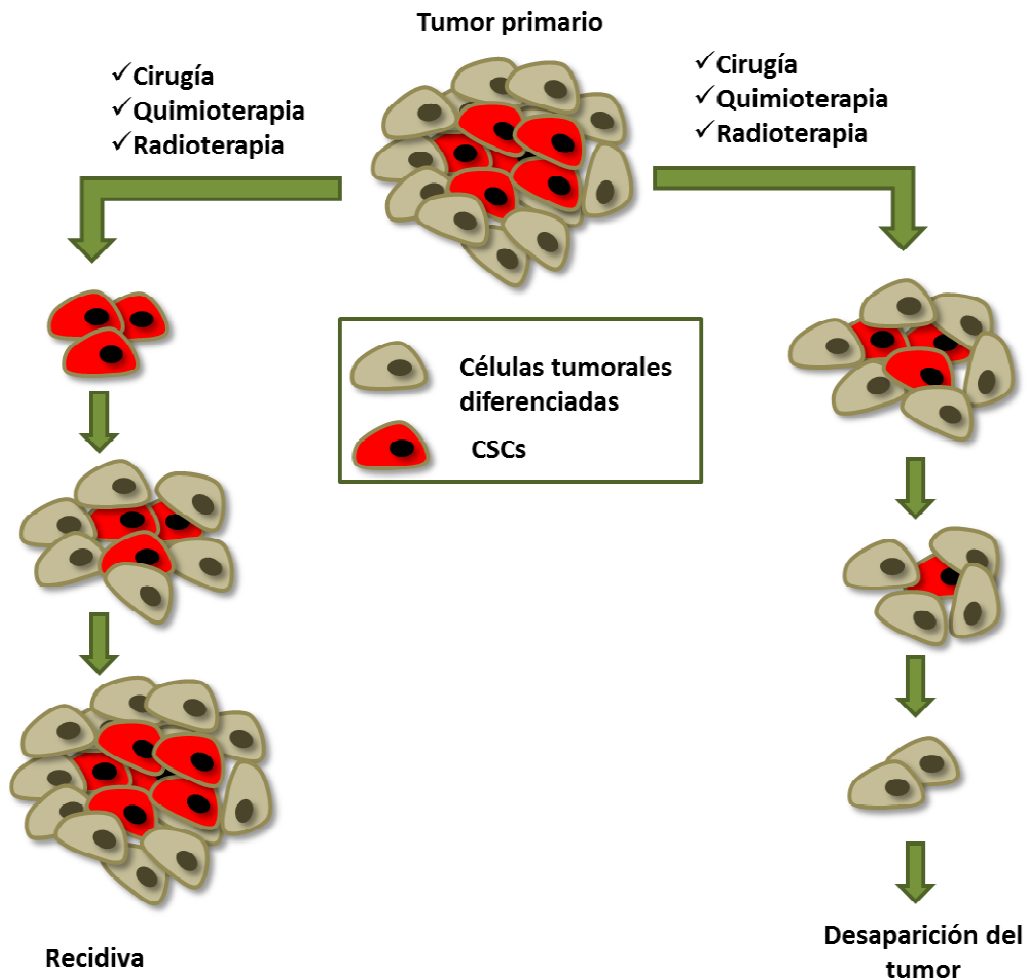 Tumor primario
✓Cirugía
✓Quimioterapia
✓Radioterapia
✓Cirugía
✓Quimioterapia
✓Radioterapia
Células tumorales
diferenciadas
CSCs
Recidiva
Desaparición del
tumor